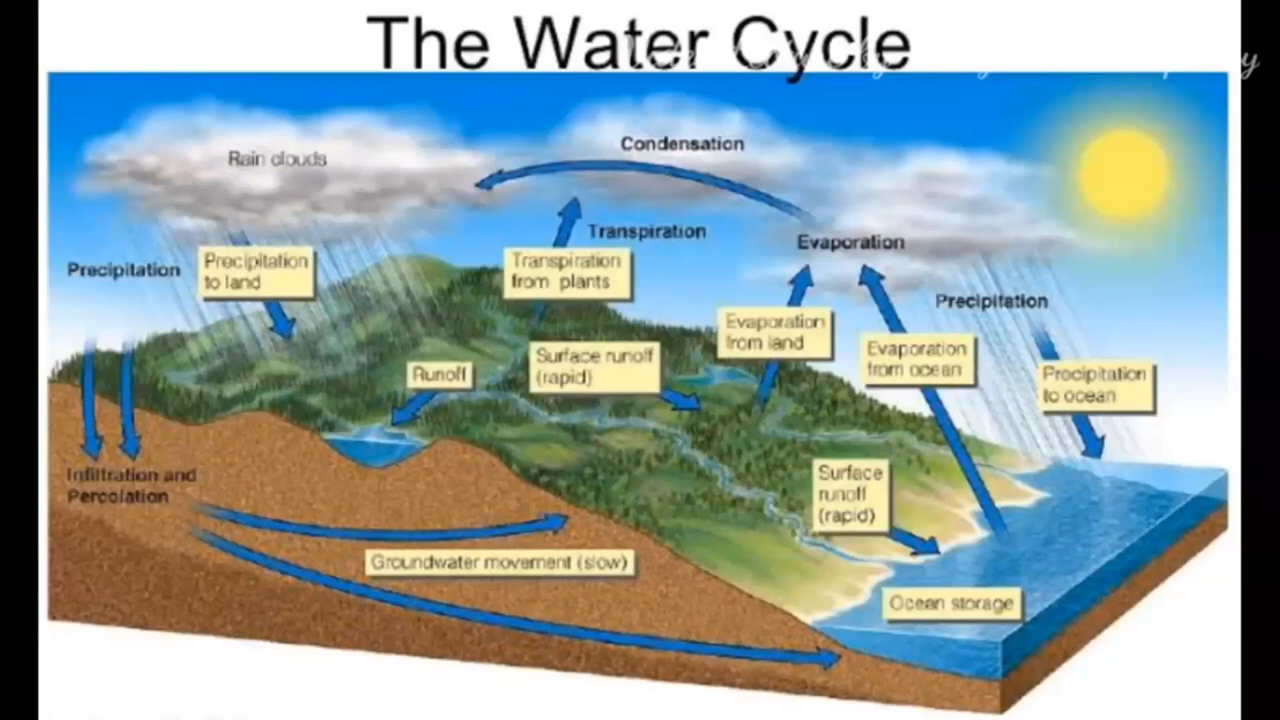 The Water Cycle
Rain clouds
Condensation
Transpiration
Evaporation
Precipitation
Precipitation
to land
Transpiration
from plants
Precipitation
Evaporation
from land
Evaporation
from ocean
Precipitation
to ocean
Runoff
Surface runoff
(rapid)
Infiltration and
Percolation
Surface
runoff
(rapid)
Groundwater movement (slow)
Ocean storage